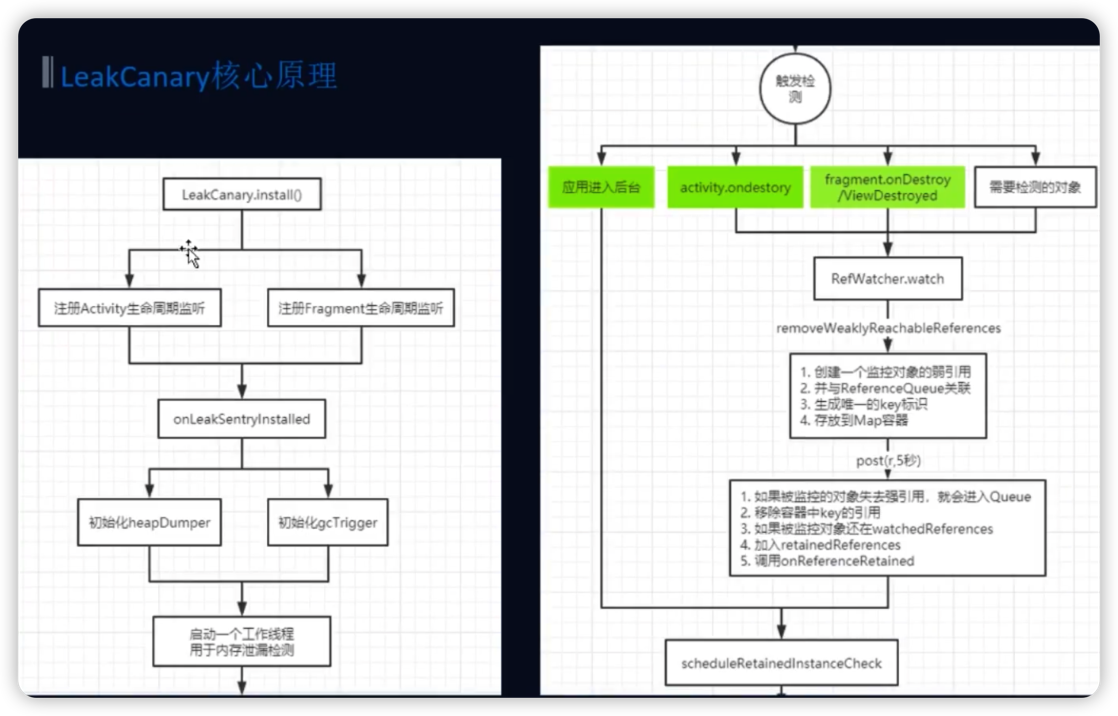 LeakCanary核心原理
LeakCanary.install()
注册Activity生命周期监听
注册Fragment生命周期监听
onLeakSentryInstalled
初始化heapDumper
初始化gcTrigger
启动一个工作线程
用于内存泄漏检测
触发检
测
应用进入后台
activity.ondestory
fragment.onDestroy
/ViewDestroyed
需要检测的对象
RefWatcher.watch
removeWeaklyReachableReferences
1. 创建一个监控对象的弱引用
2. 并与ReferenceQueue关联
3. 生成唯一的key标识
4. 存放到Map容器
post(r,5秒)
1. 如果被监控的对象失去强引用，就会进入Queue
2. 移除容器中key的引用
3. 如果被监控对象还在watchedReferences
4. 加入retainedReferences
5. 调用onReferenceRetained
scheduleRetainedInstanceCheck